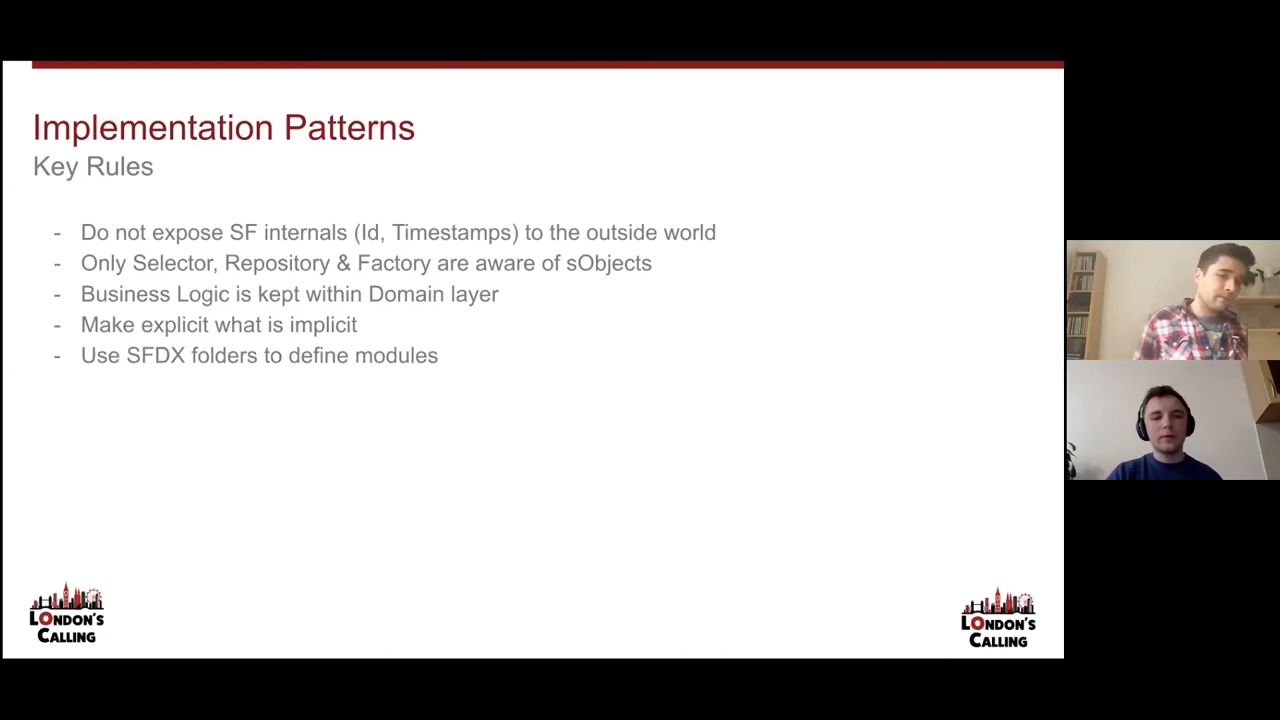 Implementation Patterns
Key Rules
- Do not expose SF internals (Id, Timestamps) to the outside world
- Only Selector, Repository & Factory are aware of sObjects
- Business Logic is kept within Domain layer
- Make explicit what is implicit
- Use SFDX folders to define modules
LONDON'S
CALLING
LONDON'S
CALLING